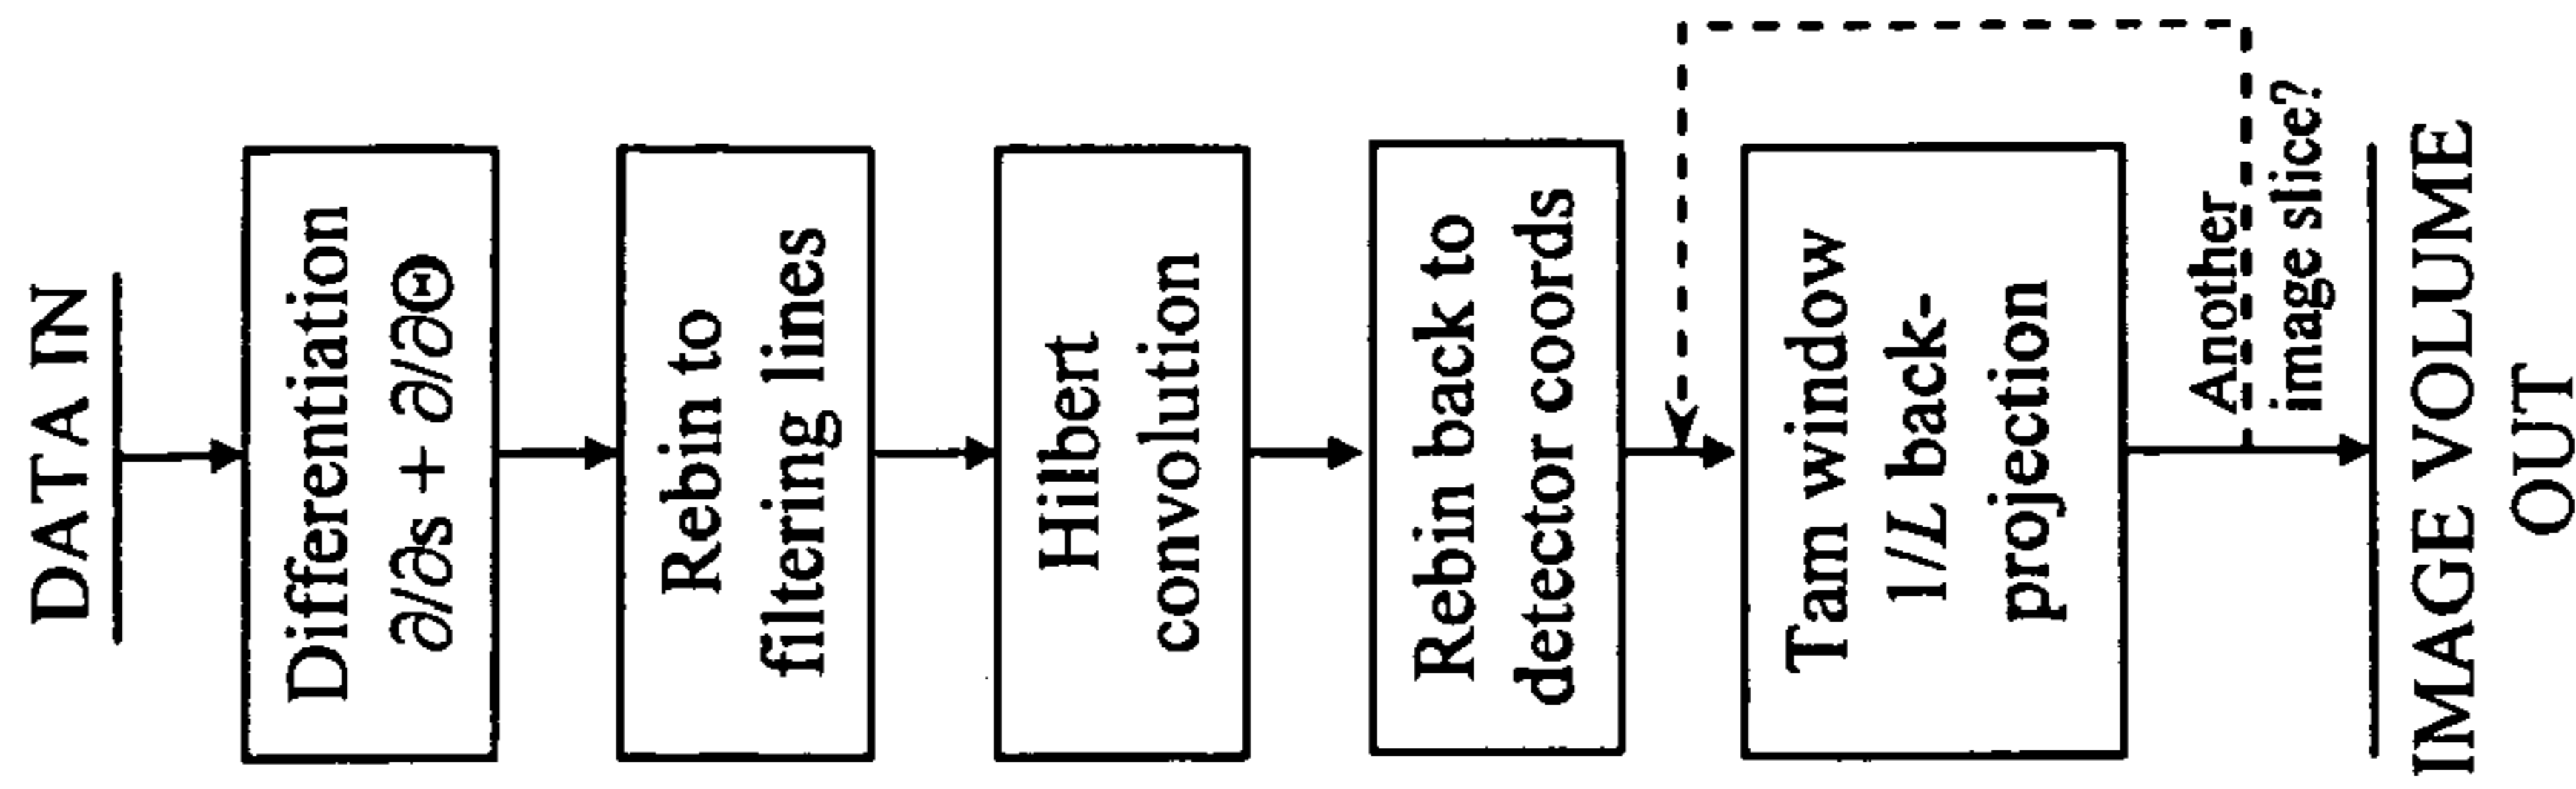 DATA IN
Differentiation
∂/∂s + ∂/∂Θ
Rebin to
filtering lines
Hilbert
convolution
Rebin back to
detector coords
Tam window
1/L back-
projection
Another
image slice?
IMAGE VOLUME
OUT